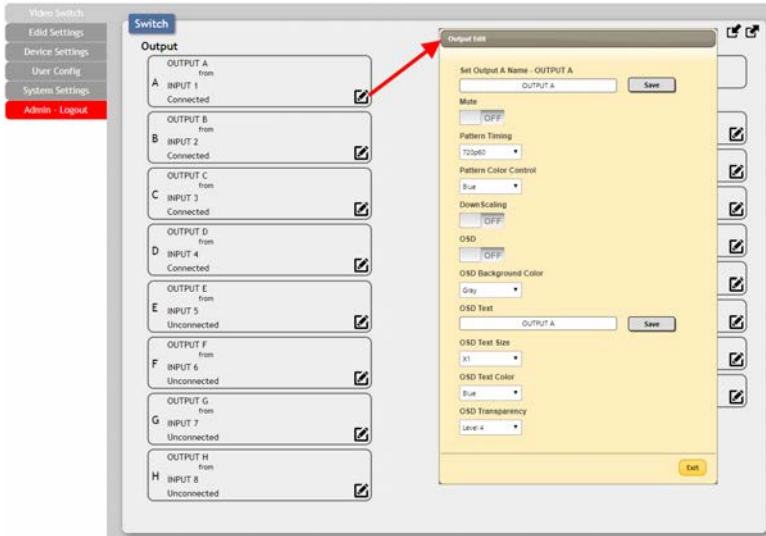 Video Switch
Edid Settings
Device Settings
User Config
System Settings
Admin - Logout
Switch
Output
OUTPUT A
from
A
INPUT 1
Connected
OUTPUT B
from
B
INPUT 2
Connected
OUTPUT C
from
C
INPUT 3
Connected
OUTPUT D
from
D
INPUT 4
Connected
OUTPUT E
from
E
INPUT 5
Unconnected
OUTPUT F
from
F
INPUT 6
Unconnected
OUTPUT G
from
G
INPUT 7
Unconnected
OUTPUT H
from
H
INPUT 8
Unconnected
Output Edit
Set Output A Name - OUTPUT A
OUTPUT A Save
Mute
OFF
Pattern Timing
720p60
Pattern Color Control
Blue
DownScaling
OFF
OSD
OFF
OSD Background Color
Gray
OSD Text
OUTPUT A Save
OSD Text Size
X1
OSD Text Color
Blue
OSD Transparency
Level 4
Exit